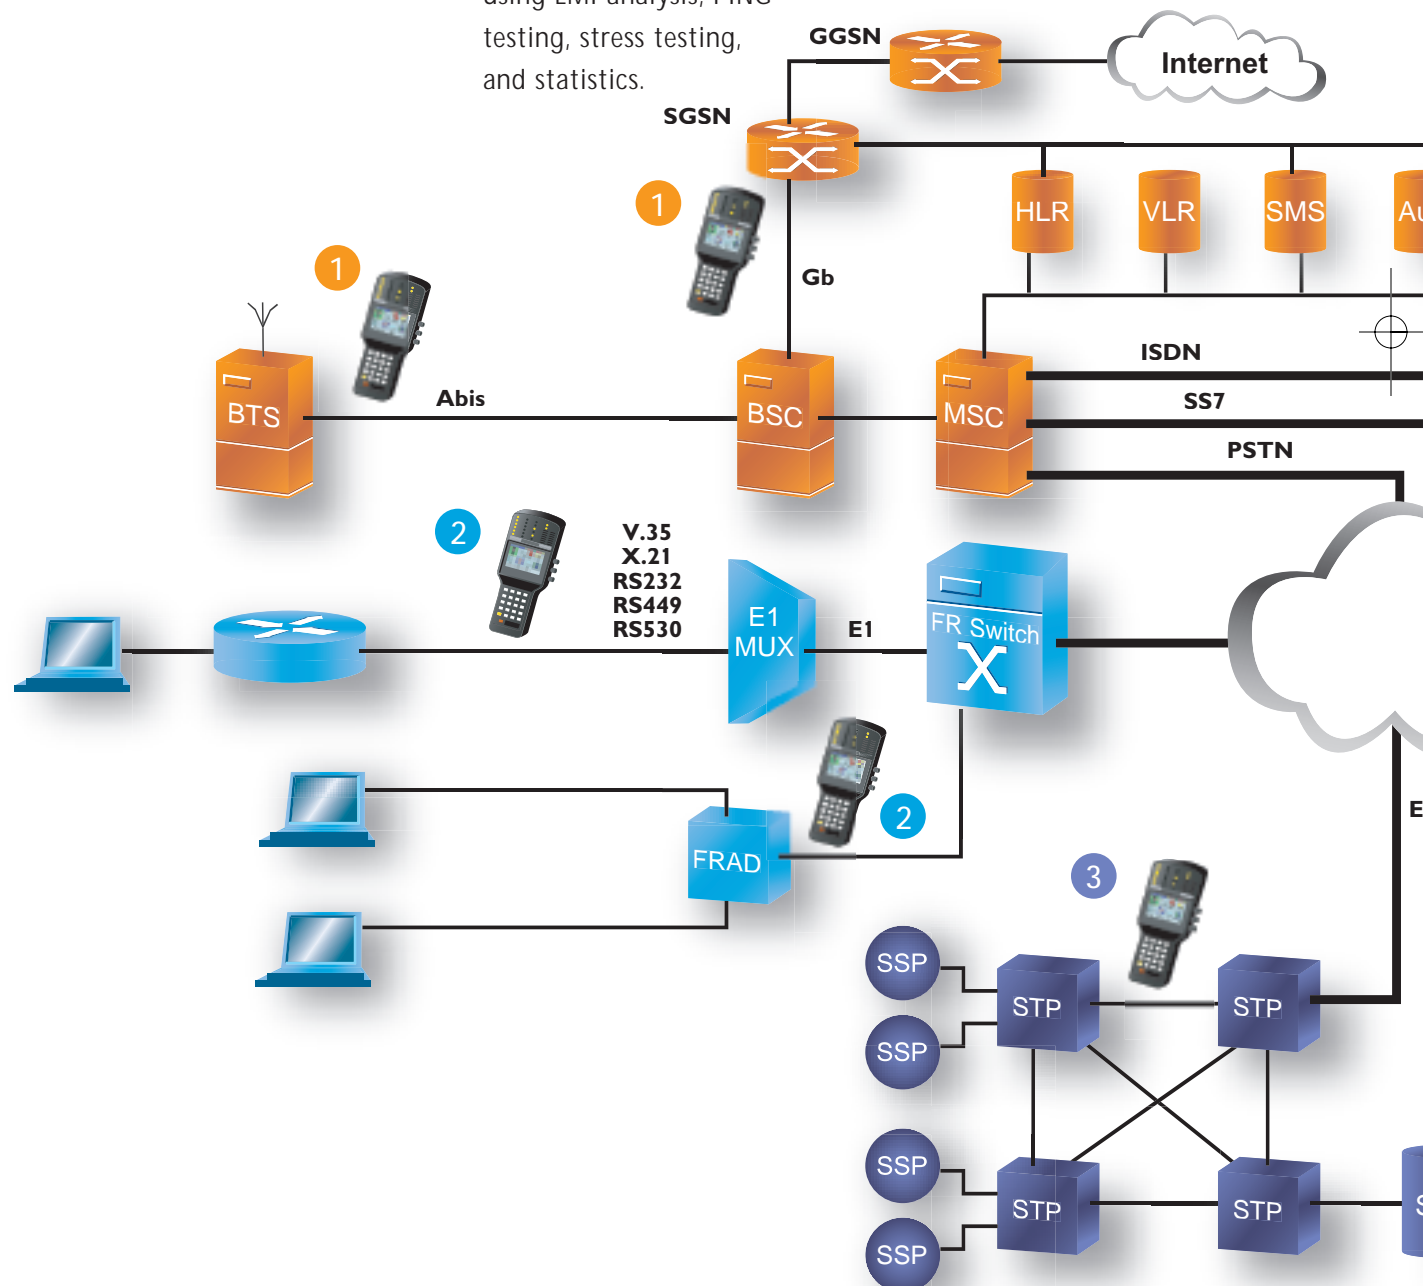 testing, stress testing,
and statistics.
GGSN
Internet
SGSN
1
HLR
VLR
SMS
1
Gb
ISDN
BTS
Abis
BSC
MSC
SS7
PSTN
2
V.35
X.21
RS232
RS449
RS530
E1
MUX
E1
FR Switch
2
FRAD
3
SSP
STP
STP
SSP
SSP
STP
STP
SSP